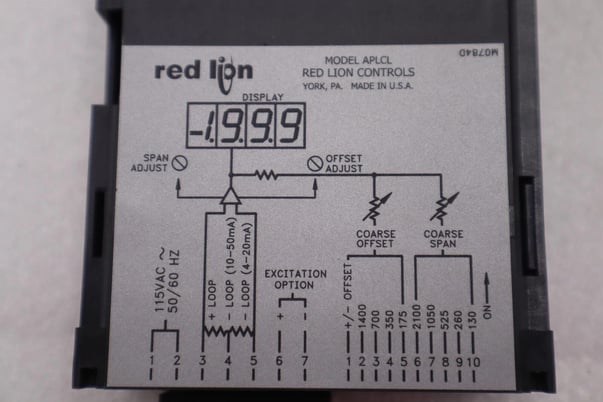 red lion
MODEL APLCL
RED LION CONTROLS
YORK, PA. MADE IN U.S.A.
M07840
DISPLAY
-1.999
SPAN
ADJUST
OFFSET
ADJUST
COARSE
OFFSET
COARSE
SPAN
115VAC ~
50/60 HZ
+ LOOP
- LOOP (10-50mA)
- LOOP (4-20mA)
EXCITATION
OPTION
+ -
+/- OFFSET
1400
700
350
175
2100
1050
525
260
130
ON
1 2 3 4 5 6 7
1 2 3 4 5 6 7 8 9 10